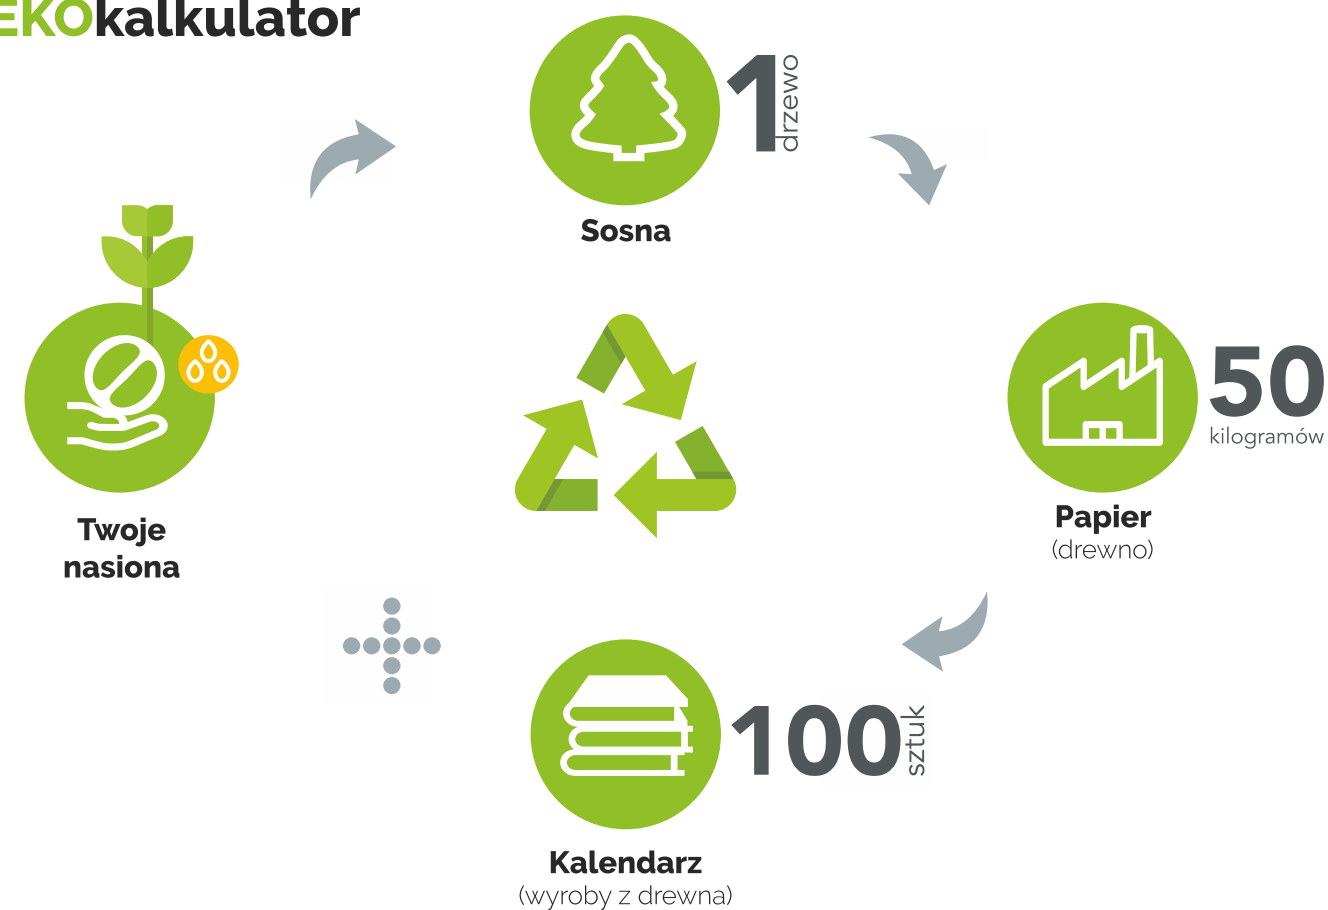 EKOkalkulator
1
drzewo
Sosna
50
kilogramów
Papier
(drewno)
100
sztuk
Kalendarz
(wyroby z drewna)
Twoje
nasiona